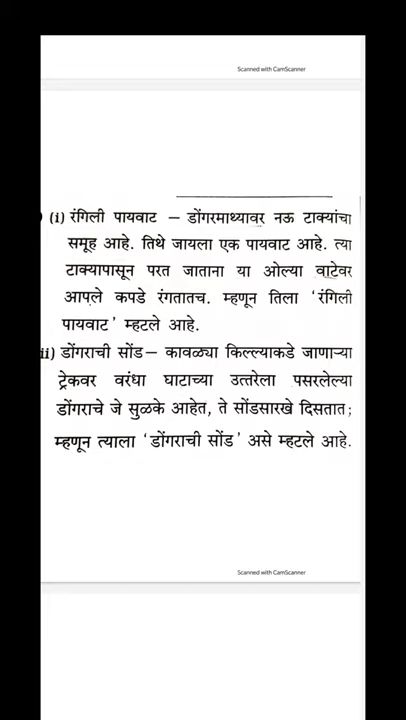 Scanned with CamScanner
(i) रंगिली पायवाट – डोंगरमाथ्यावर नऊ टाक्यांचा
समूह आहे. तिथे जायला एक पायवाट आहे. त्या
टाक्यापासून परत जाताना या ओल्या वाटेवर
आपले कपडे रंगतातच. म्हणून तिला ‘रंगिली
पायवाट’ म्हटले आहे.
ii) डोंगराची सोंड – कावळ्या किल्ल्याकडे जाणाऱ्या
ट्रेकवर वरंधा घाटाच्या उत्तरेला पसरलेल्या
डोंगराचे जे सुळके आहेत, ते सोंडसारखे दिसतात;
म्हणून त्याला ‘डोंगराची सोंड’ असे म्हटले आहे.
Scanned with CamScanner